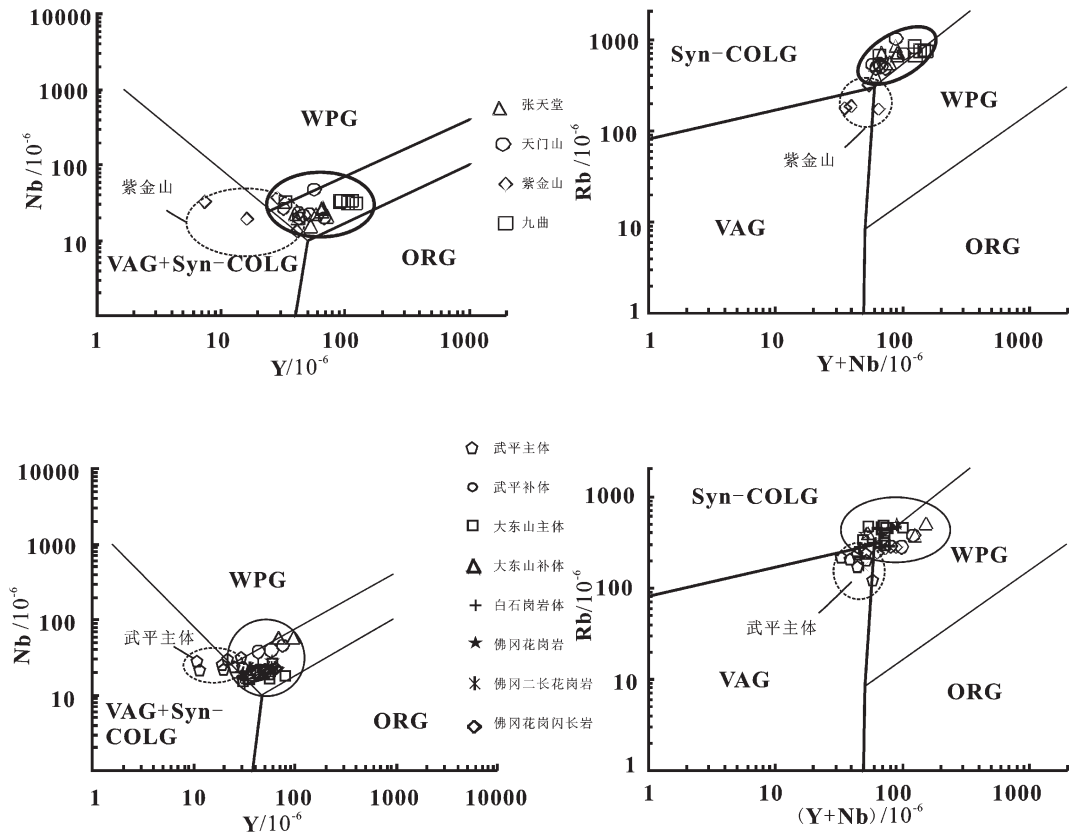 10000
1000
100
10
Nb/10⁻⁶
WPG
紫金山
VAG+Syn-COLG
ORG
1
10
100
1000
Y/10⁻⁶
张天堂
天门山
紫金山
九曲
1000
100
10
1
Rb/10⁻⁶
Syn-COLG
WPG
紫金山
VAG
ORG
1
10
100
1000
Y+Nb/10⁻⁶
10000
1000
100
10
Nb/10⁻⁶
WPG
武平主体
VAG+Syn-
COLG
ORG
1
10
100
1000
10000
Y/10⁻⁶
武平主体
武平补体
大东山主体
大东山补体
白石岗岩体
佛冈花岗岩
佛冈二长花岗岩
佛冈花岗闪长岩
1000
100
10
1
Rb/10⁻⁶
Syn-COLG
WPG
武平主体
VAG
ORG
1
10
100
1000
(Y+Nb)/10⁻⁶